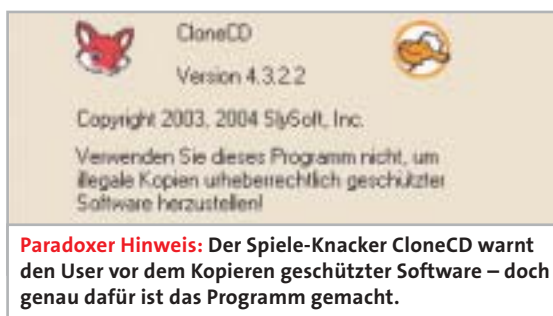 CloneCD
Version 4.3.2.2
Copyright 2003, 2004 SlySoft, Inc.
Verwenden Sie dieses Programm nicht, um
illegale Kopien urheberrechtlich geschützter
Software herzustellen!
Paradoxer Hinweis: Der Spiele-Knacker CloneCD warnt
den User vor dem Kopieren geschützter Software – doch
genau dafür ist das Programm gemacht.